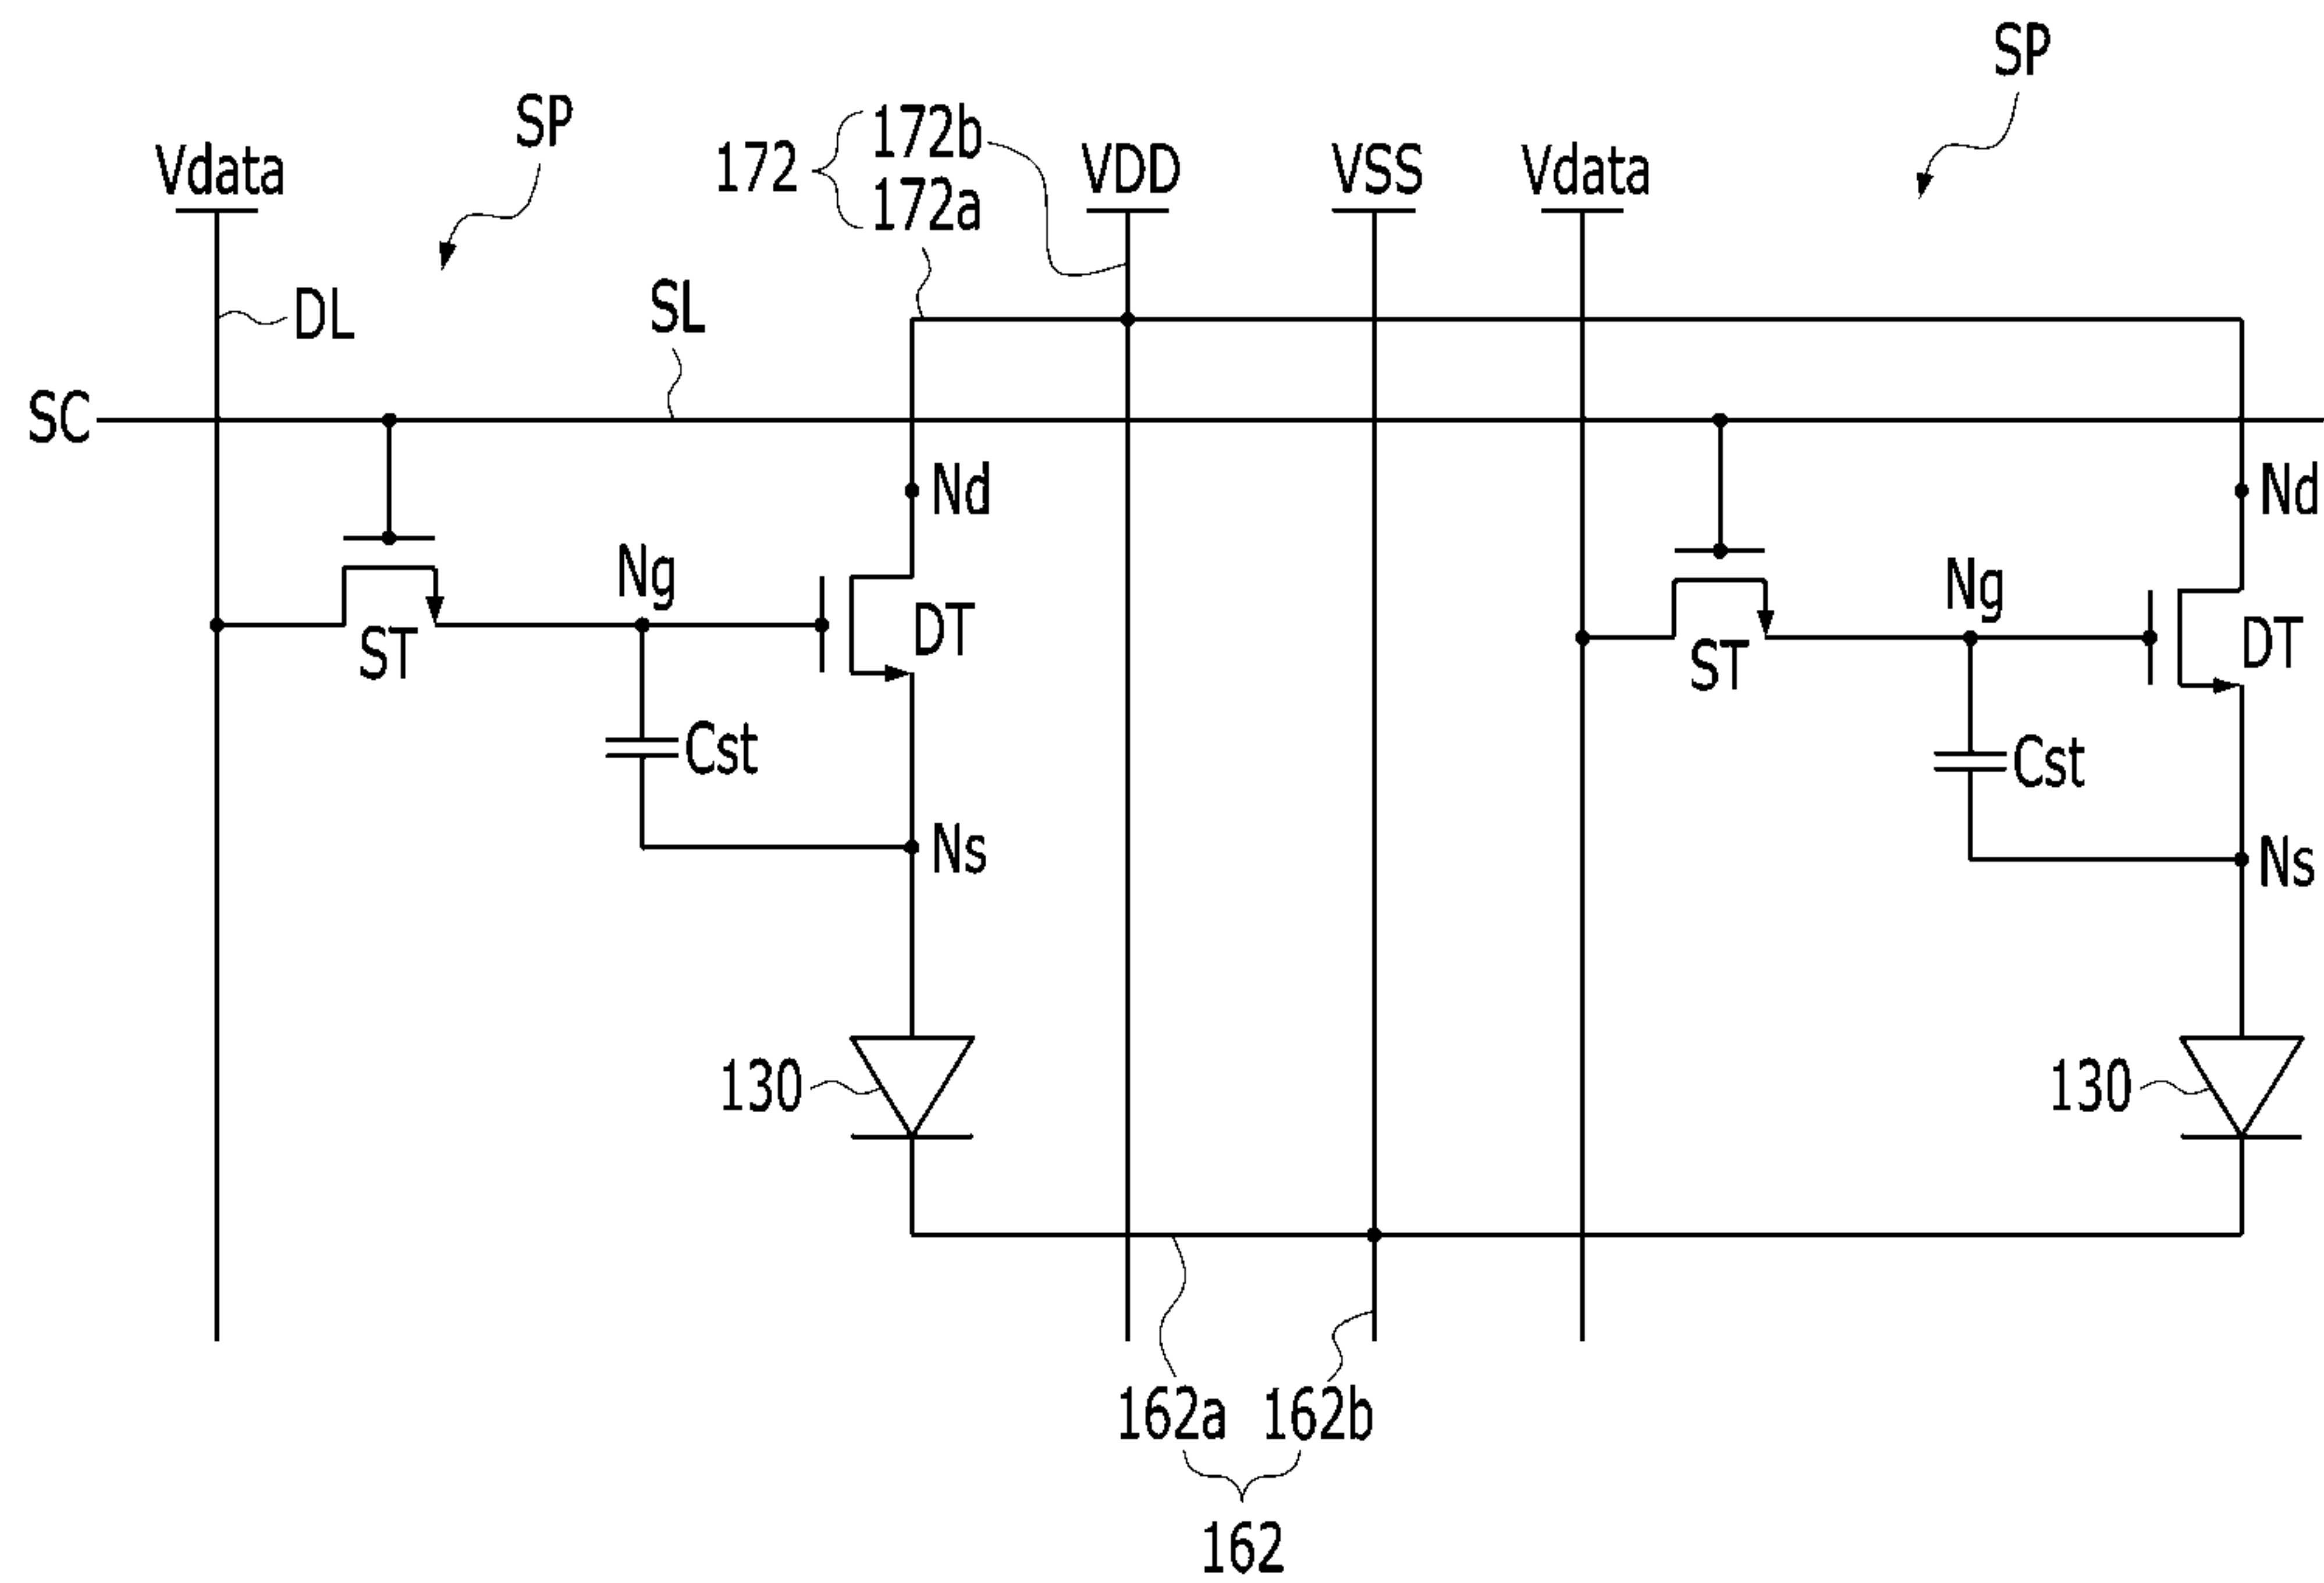 SP
SP
172 172b
172a
Vdata VDD VSS Vdata
DL
SL
SC
Nd Nd
Ng Ng
DT DT
ST ST
Cst Cst
Ns Ns
130 130
162a 162b
162